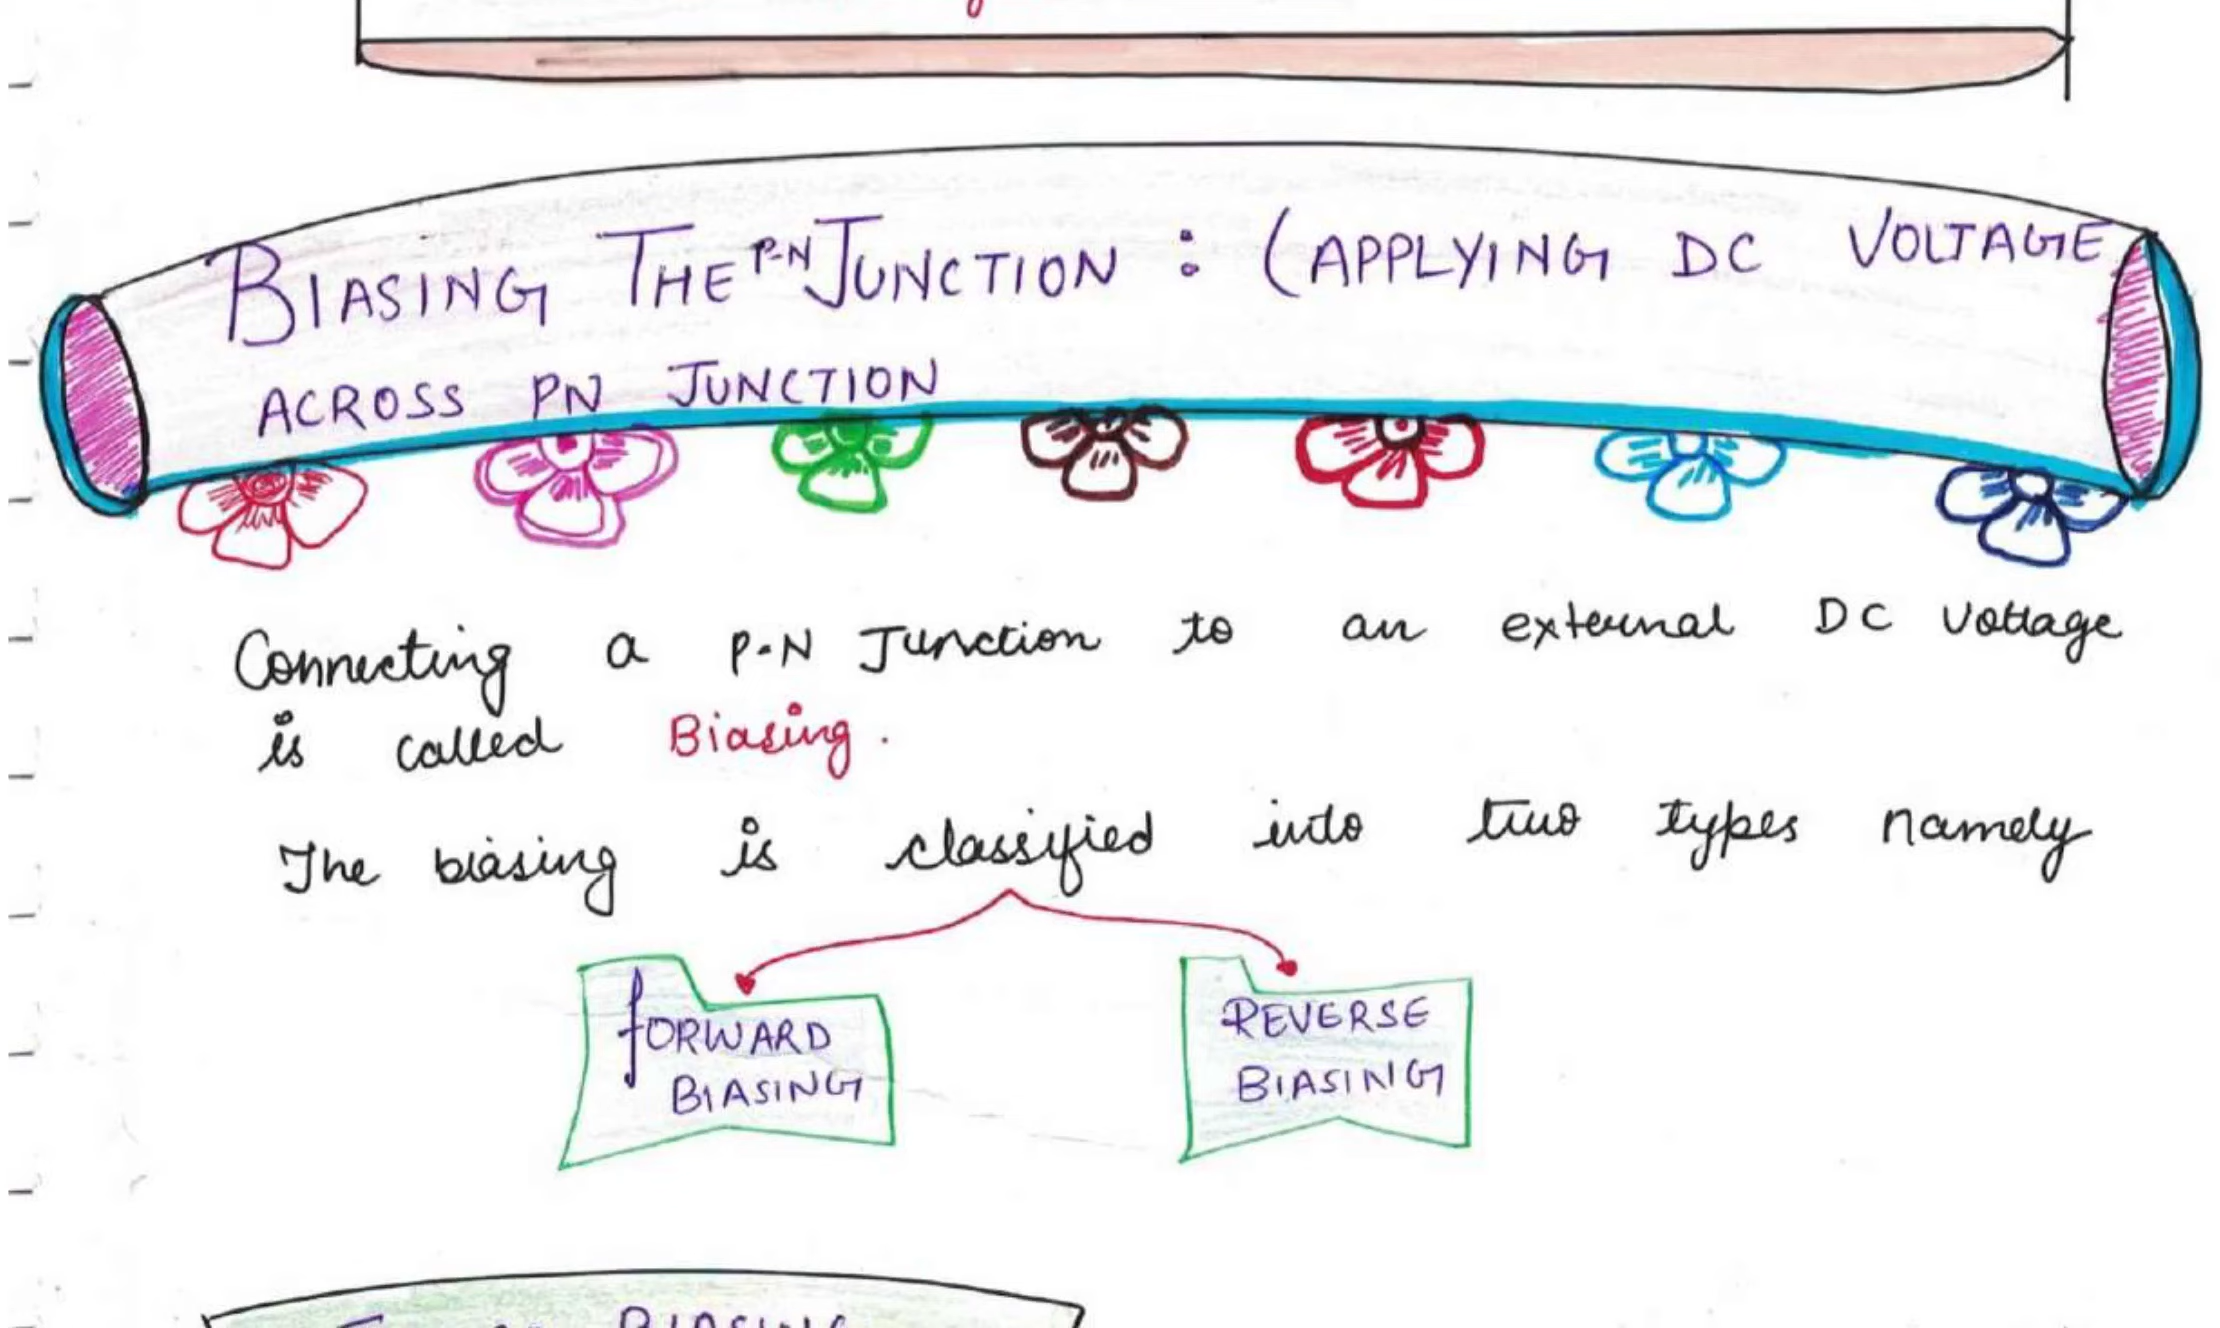 BIASING THE P-N JUNCTION : (APPLYING DC VOLTAGE
ACROSS PN JUNCTION
Connecting a P-N Junction to an external DC Voltage
is called Biasing.
The biasing is classified into two types namely
FORWARD
BIASING
REVERSE
BIASING
BIASING